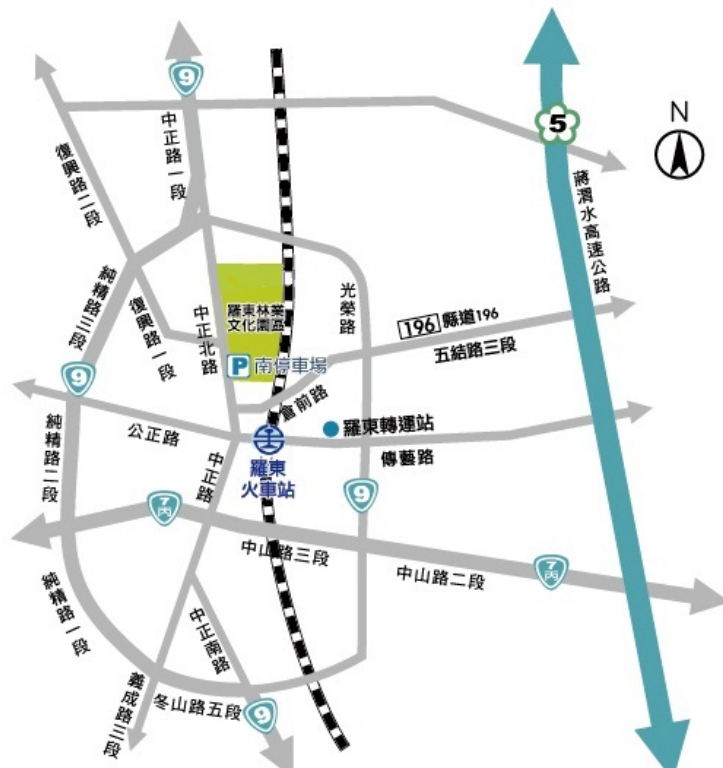 9
中正路一段
5
N
復興路二段
蔣渭水高速公路
純精路三段
復興路一段
中正北路
羅東林業
文化園區
光榮路
196 縣道196
五結路三段
P 南停車場
9
倉前路
純精路二段
公正路
羅東轉運站
傳藝路
中正路
羅東
火車站
9
7丙
中山路三段
中山路二段
7丙
純精路一段
中正南路
義成路三段
冬山路五段
9